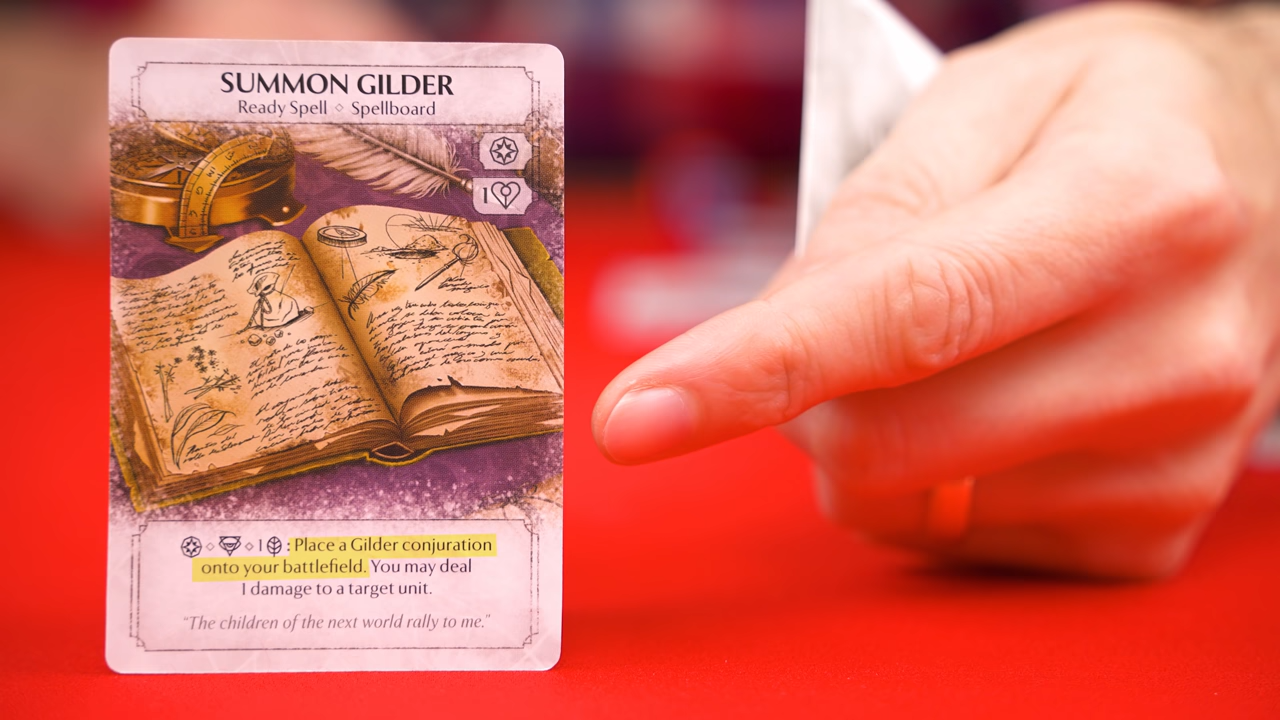 SUMMON GILDER
Ready Spell ◇ Spellboard
1
◇ ◇ 1 : Place a Gilder conjuration
onto your battlefield. You may deal
1 damage to a target unit.
“The children of the next world rally to me.”